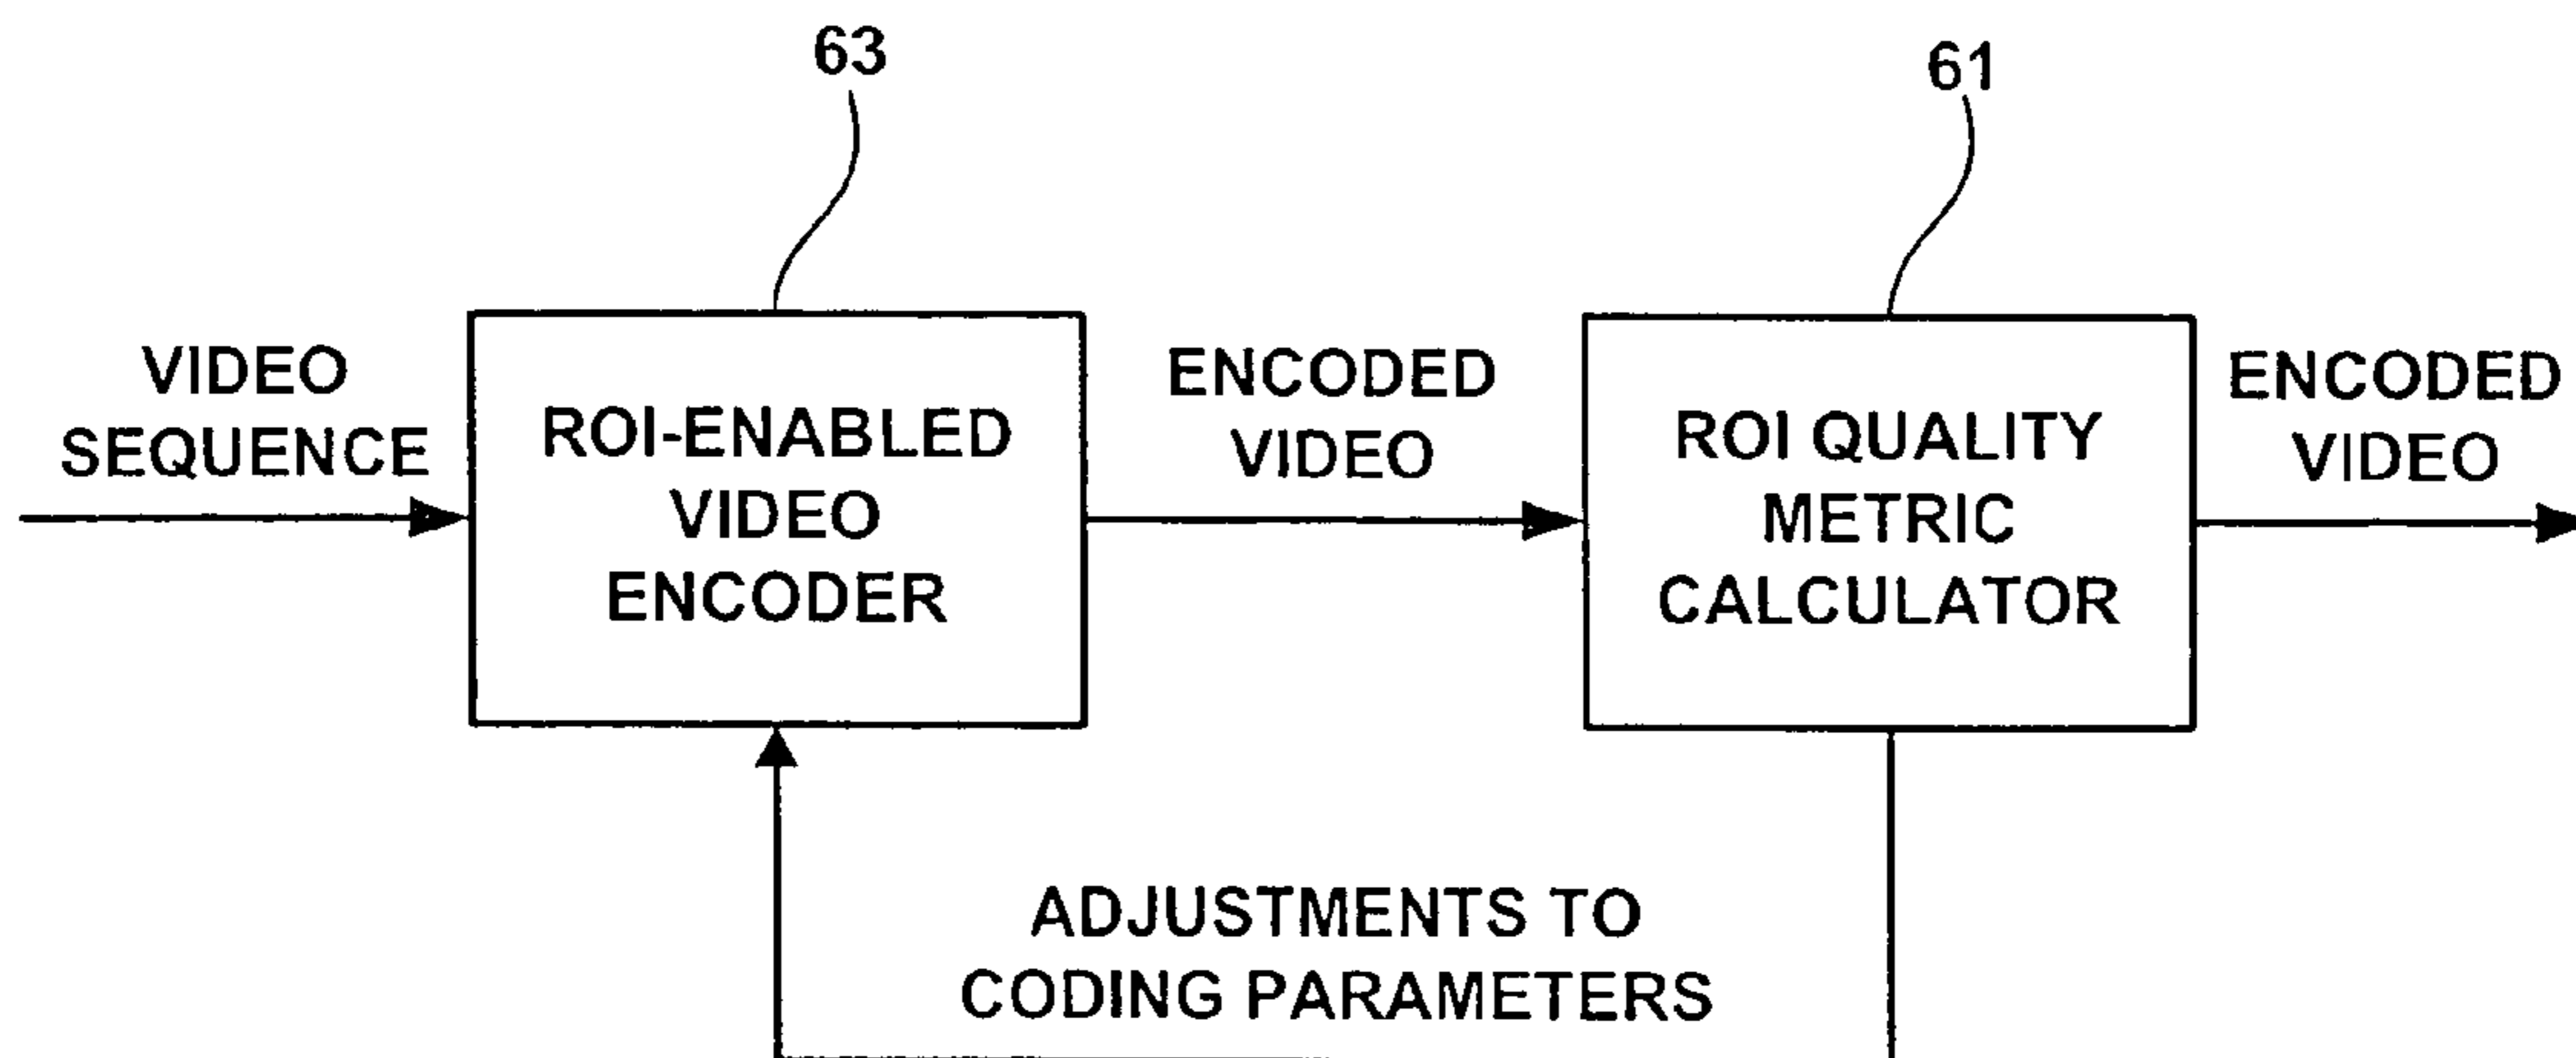 63
61
VIDEO
SEQUENCE
ROI-ENABLED
VIDEO
ENCODER
ENCODED
VIDEO
ROI QUALITY
METRIC
CALCULATOR
ENCODED
VIDEO
ADJUSTMENTS TO
CODING PARAMETERS